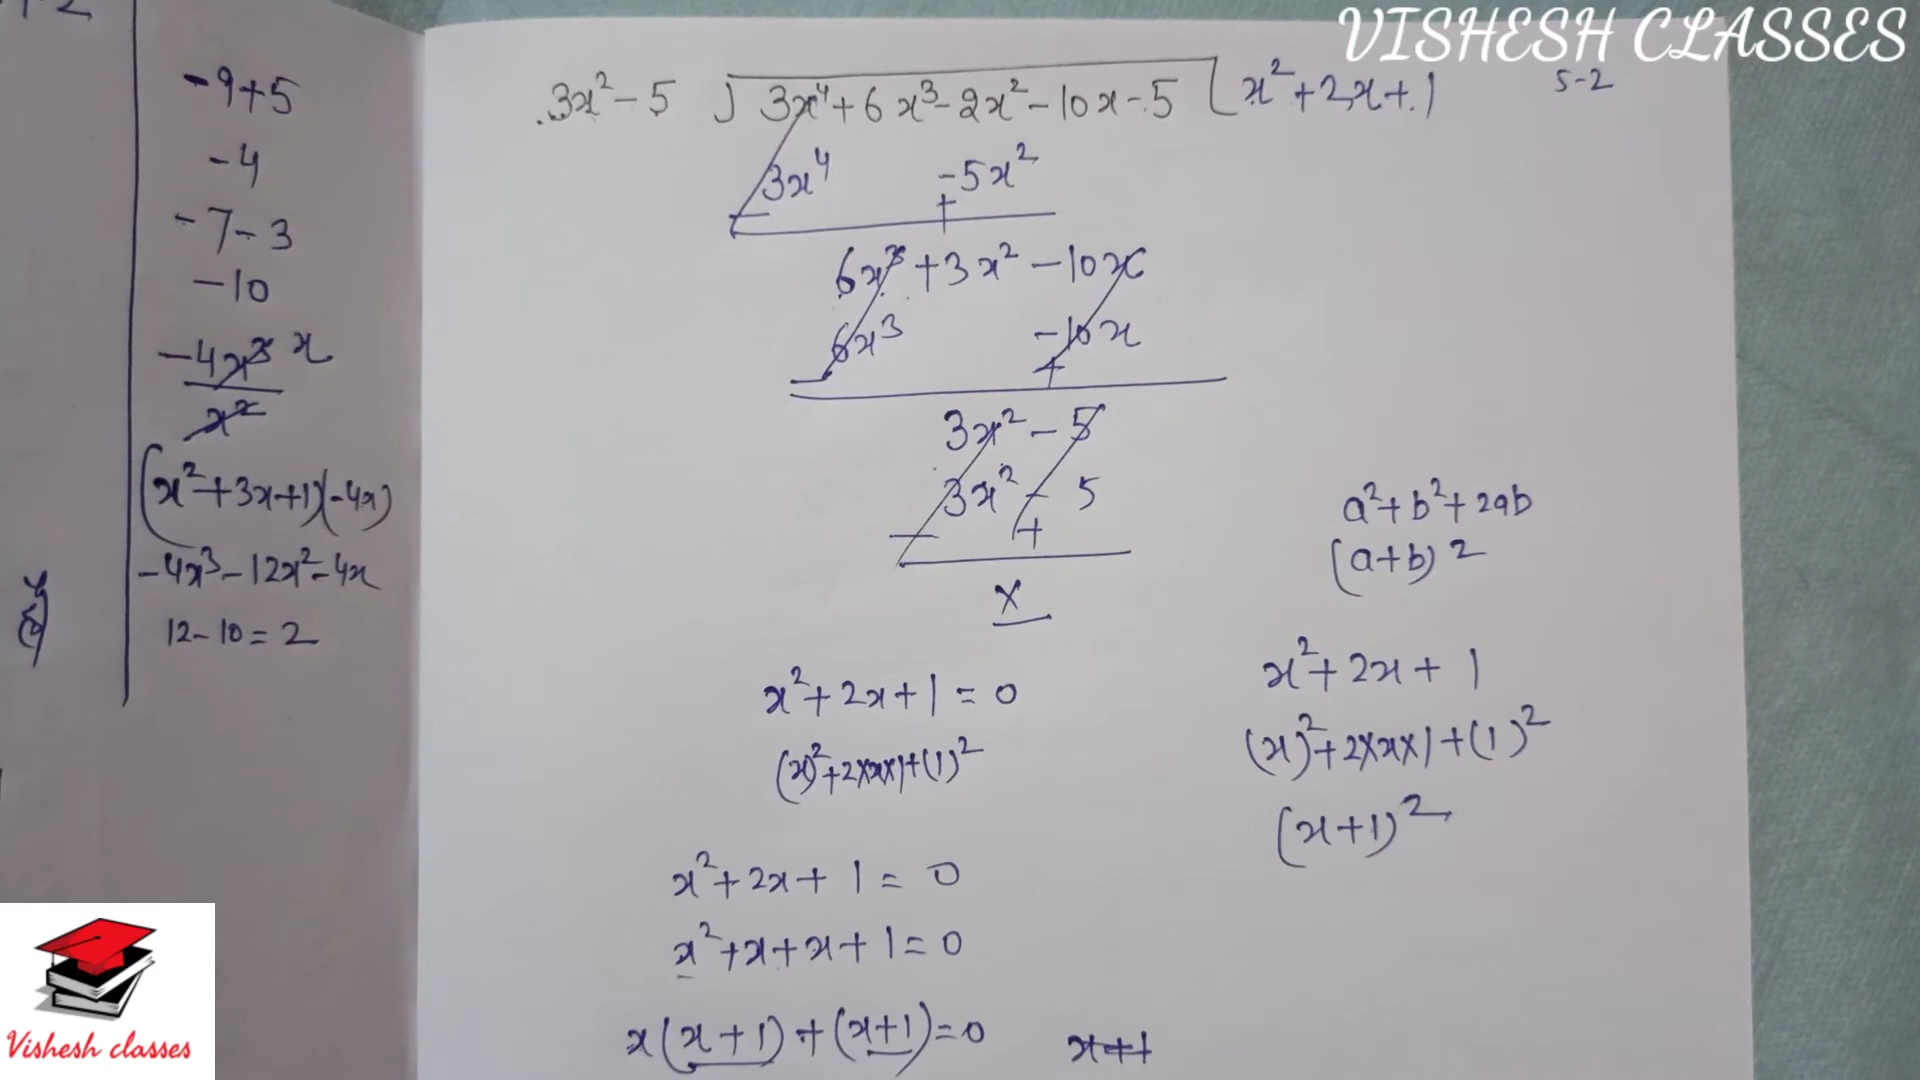 VISHESH CLASSES
-9+5
-4
-7-3
-10
-4x³ x
x²
(x²+3x+1)(-4x)
-4x³-12x²-4x
12-10=2
3x²-5 ) 3x⁴+6x³-2x²-10x-5 ( x²+2x+1
5-2
3x⁴ -5x²
- +
6x³+3x²-10x
6x³ -10x
- +
3x²-5
3x²-5
- +
x
x²+2x+1=0
(x)²+2×x×1+(1)²
x²+2x+1=0
x²+x+x+1=0
x(x+1)+(x+1)=0
x+1
a²+b²+2ab
(a+b)2
x²+2x+1
(x)²+2×x×1+(1)²
(x+1)²
Vishesh classes